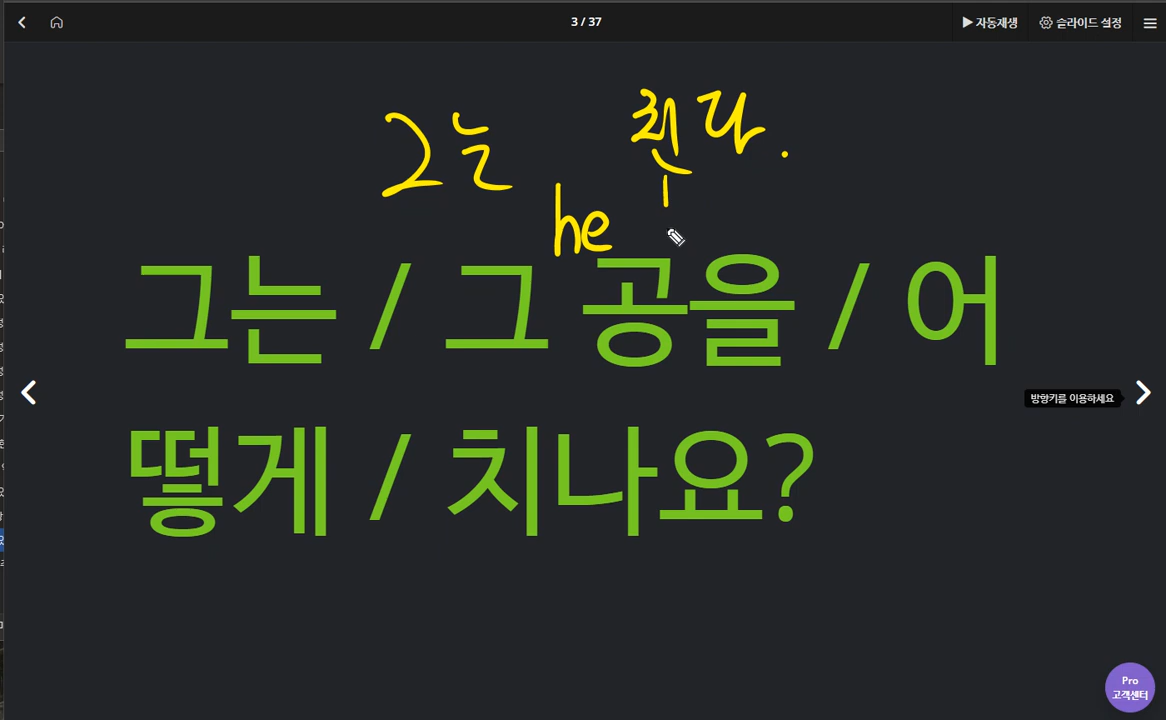 3 / 37
▶ 자동재생
슬라이드 설정
그는 친다.
he
그는 / 그 공을 / 어
떻게 / 치나요?
방향키를 이용하세요
Pro
고객센터